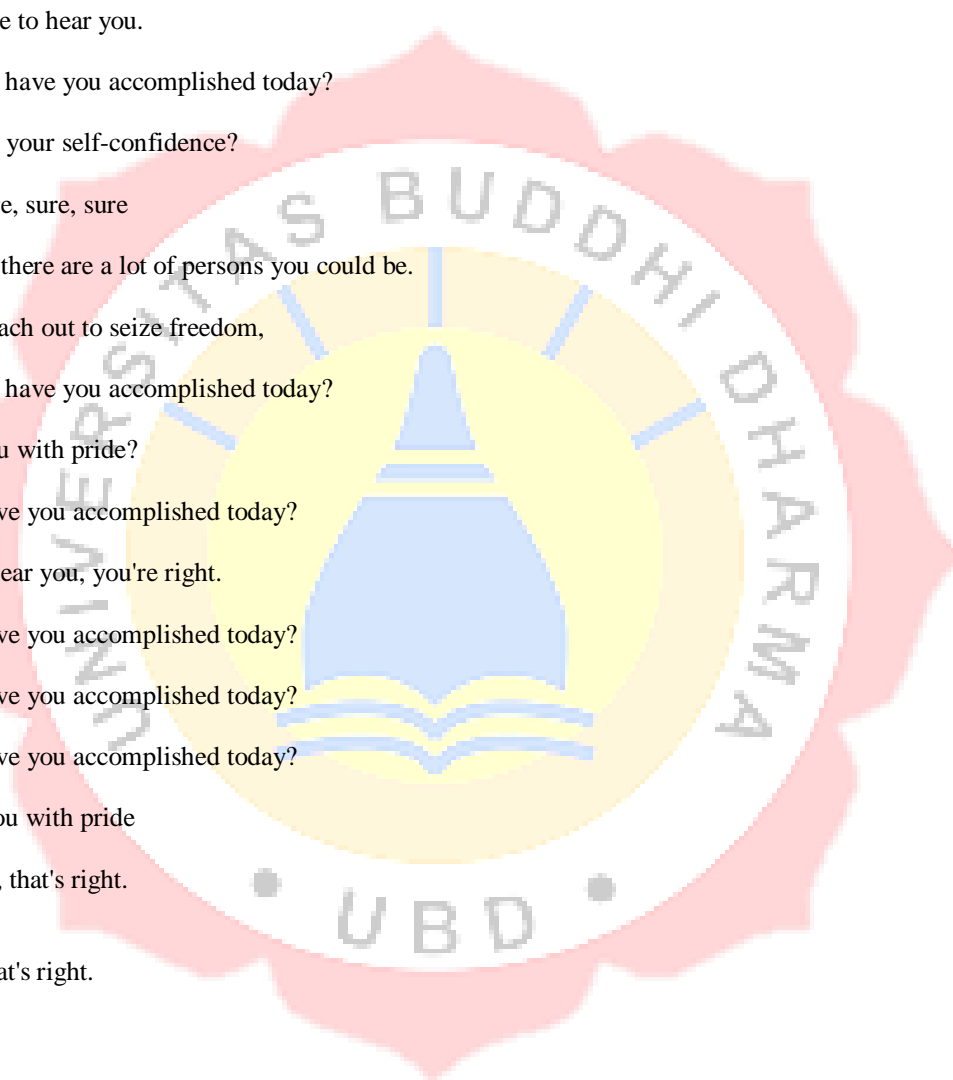 e to hear you.
have you accomplished today?
your self-confidence?
e, sure, sure
there are a lot of persons you could be.
ach out to seize freedom,
have you accomplished today?
u with pride?
ve you accomplished today?
ear you, you're right.
ve you accomplished today?
ve you accomplished today?
ve you accomplished today?
ou with pride
, that's right.
at's right.
UNIVERSITAS BUDDHI DHARMA
• UBD •